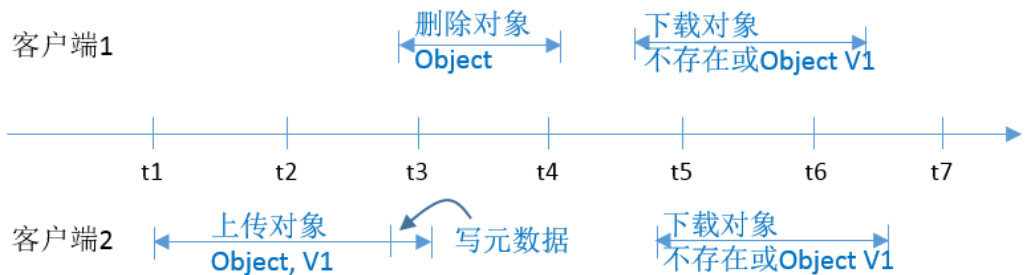 客户端1
删除对象
Object
下载对象
不存在或Object V1
t1 t2 t3 t4 t5 t6 t7
客户端2
上传对象
Object, V1
写元数据
下载对象
不存在或Object V1